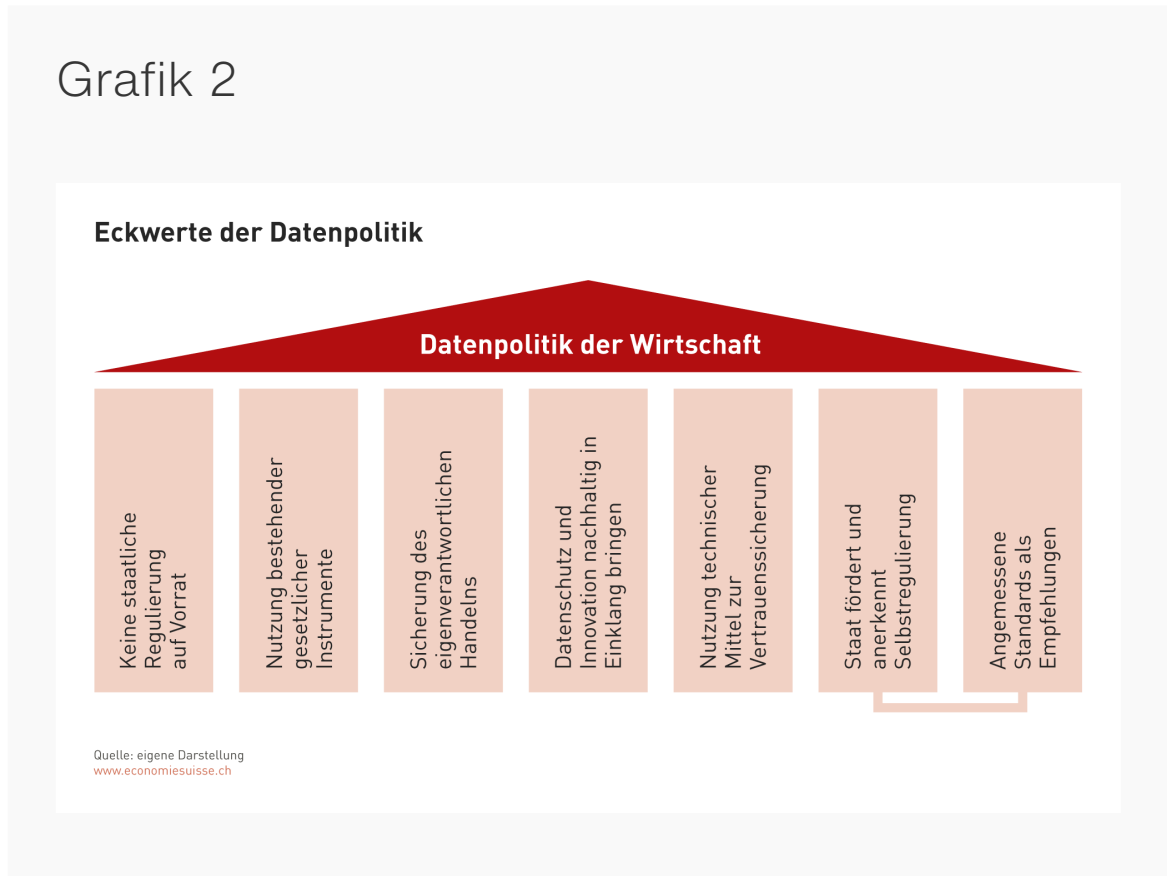 Grafik 2
Eckwerte der Datenpolitik
Datenpolitik der Wirtschaft
Keine staatliche
Regulierung
auf Vorrat
Nutzung bestehender
gesetzlicher
Instrumente
Sicherung des
eigenverantwortlichen
Handelns
Datenschutz und
Innovation nachhaltig in
Einklang bringen
Nutzung technischer
Mittel zur
Vertrauenssicherung
Staat fördert und
anerkennt
Selbstregulierung
Angemessene
Standards als
Empfehlungen
Quelle: eigene Darstellung
www.economiesuisse.ch